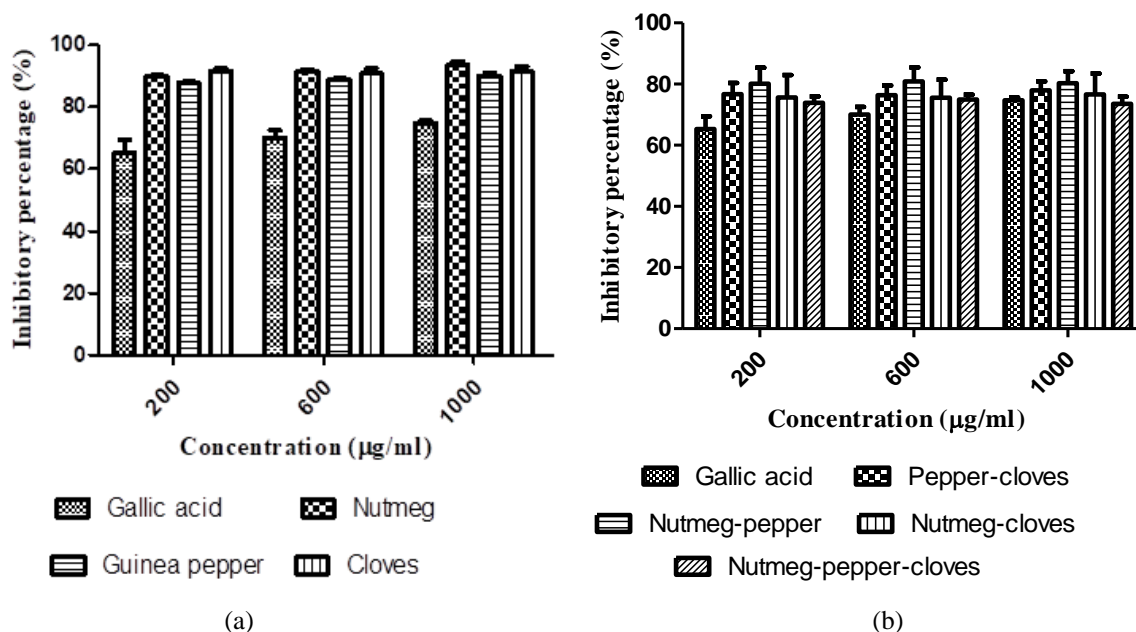 100
80
60
40
20
0
Inhibitory percentage (%)
200
600
1000
Concentration (μg/ml)
Gallic acid
Nutmeg
Guinea pepper
Cloves
(a)
100
80
60
40
20
0
Inhibitory percentage (%)
200
600
1000
Concentration (μg/ml)
Gallic acid
Pepper-cloves
Nutmeg-pepper
Nutmeg-cloves
Nutmeg-pepper-cloves
(b)